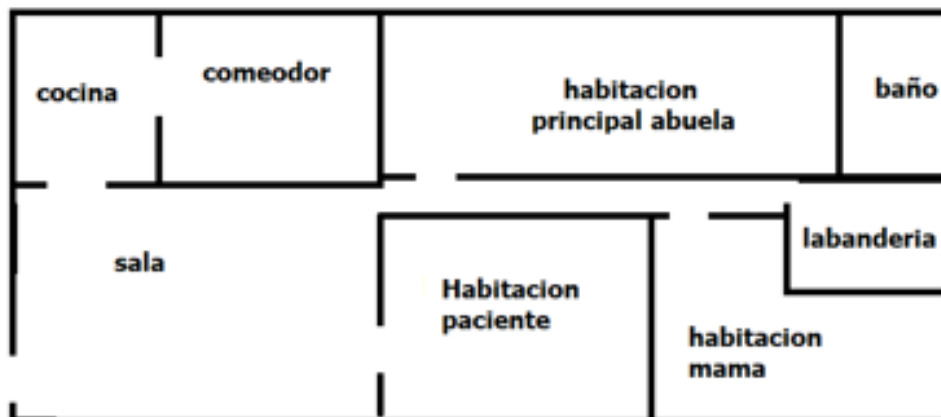 cocina
comeodor
habitacion
principal abuela
baño
sala
Habitacion
paciente
labanderia
habitacion
mama